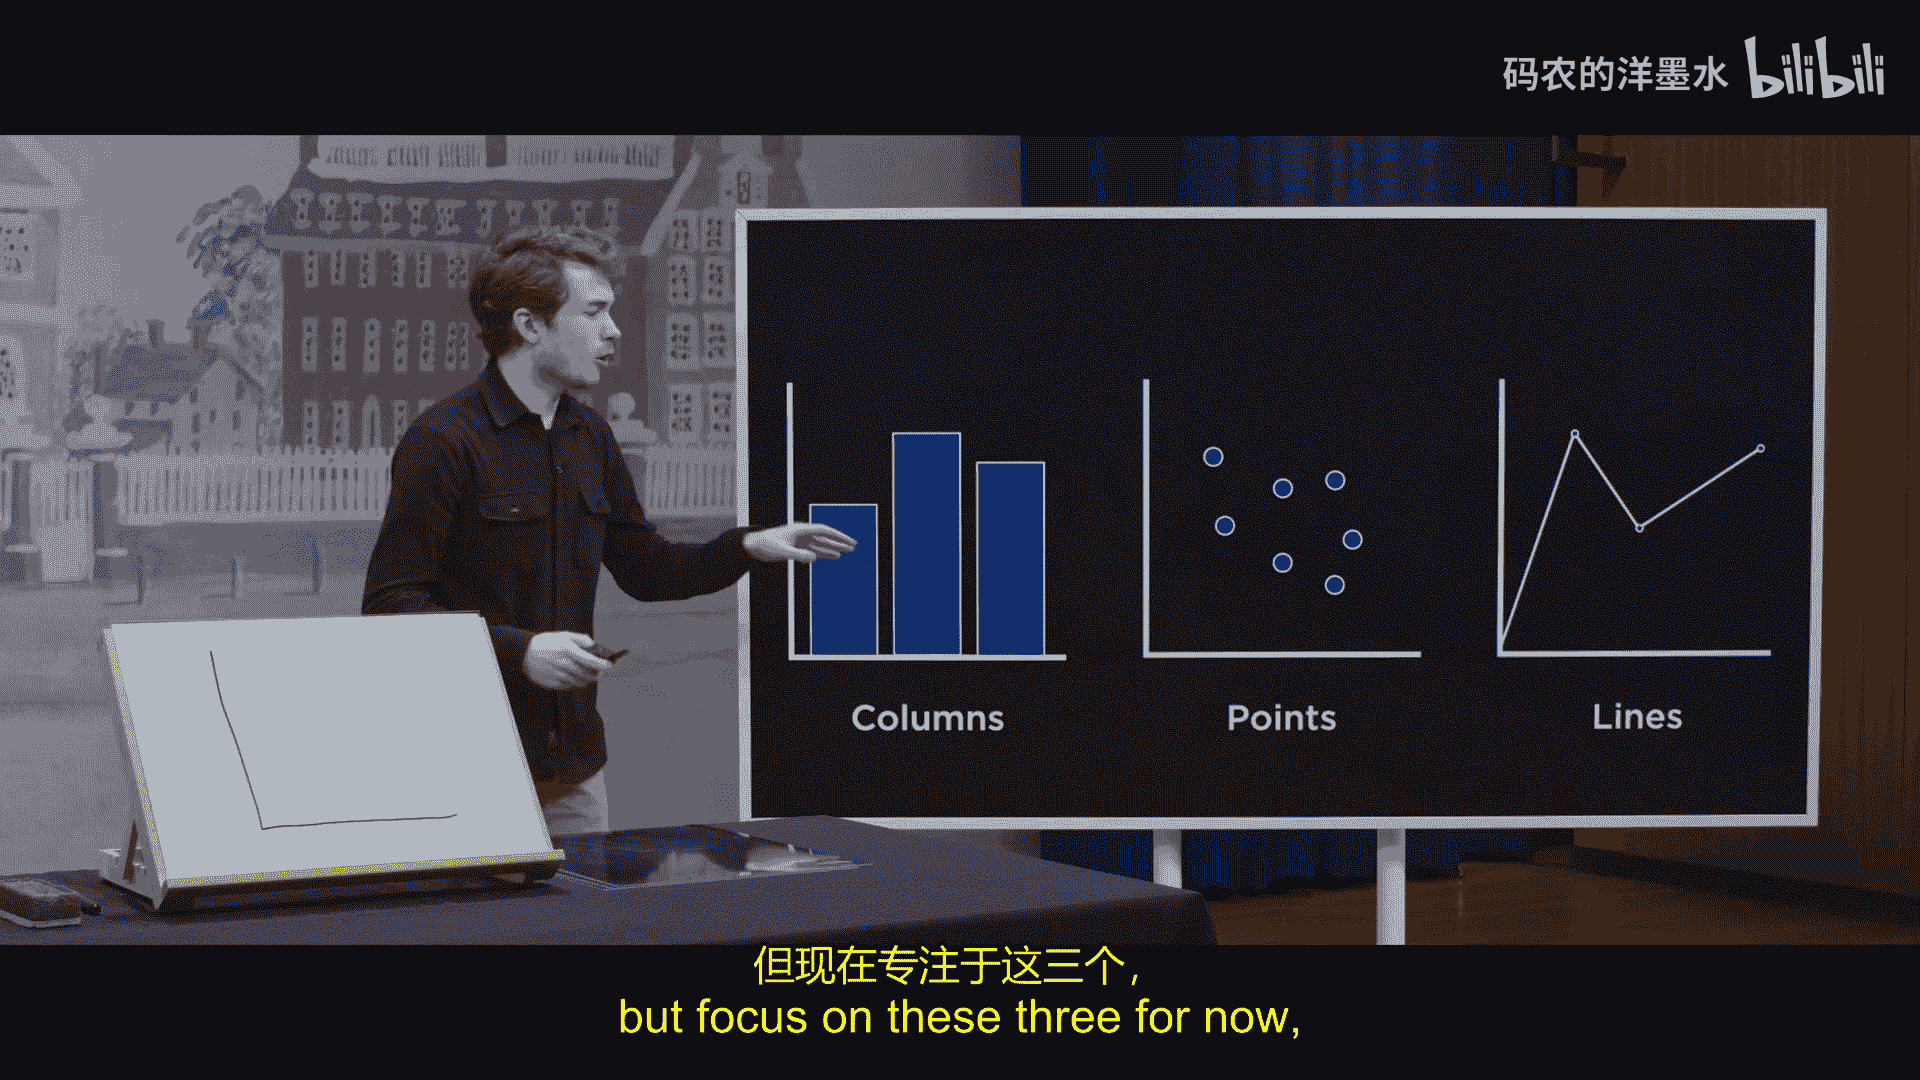 码农的洋墨水 bilibili
Columns
Points
Lines
但现在专注于这三个，
but focus on these three for now,